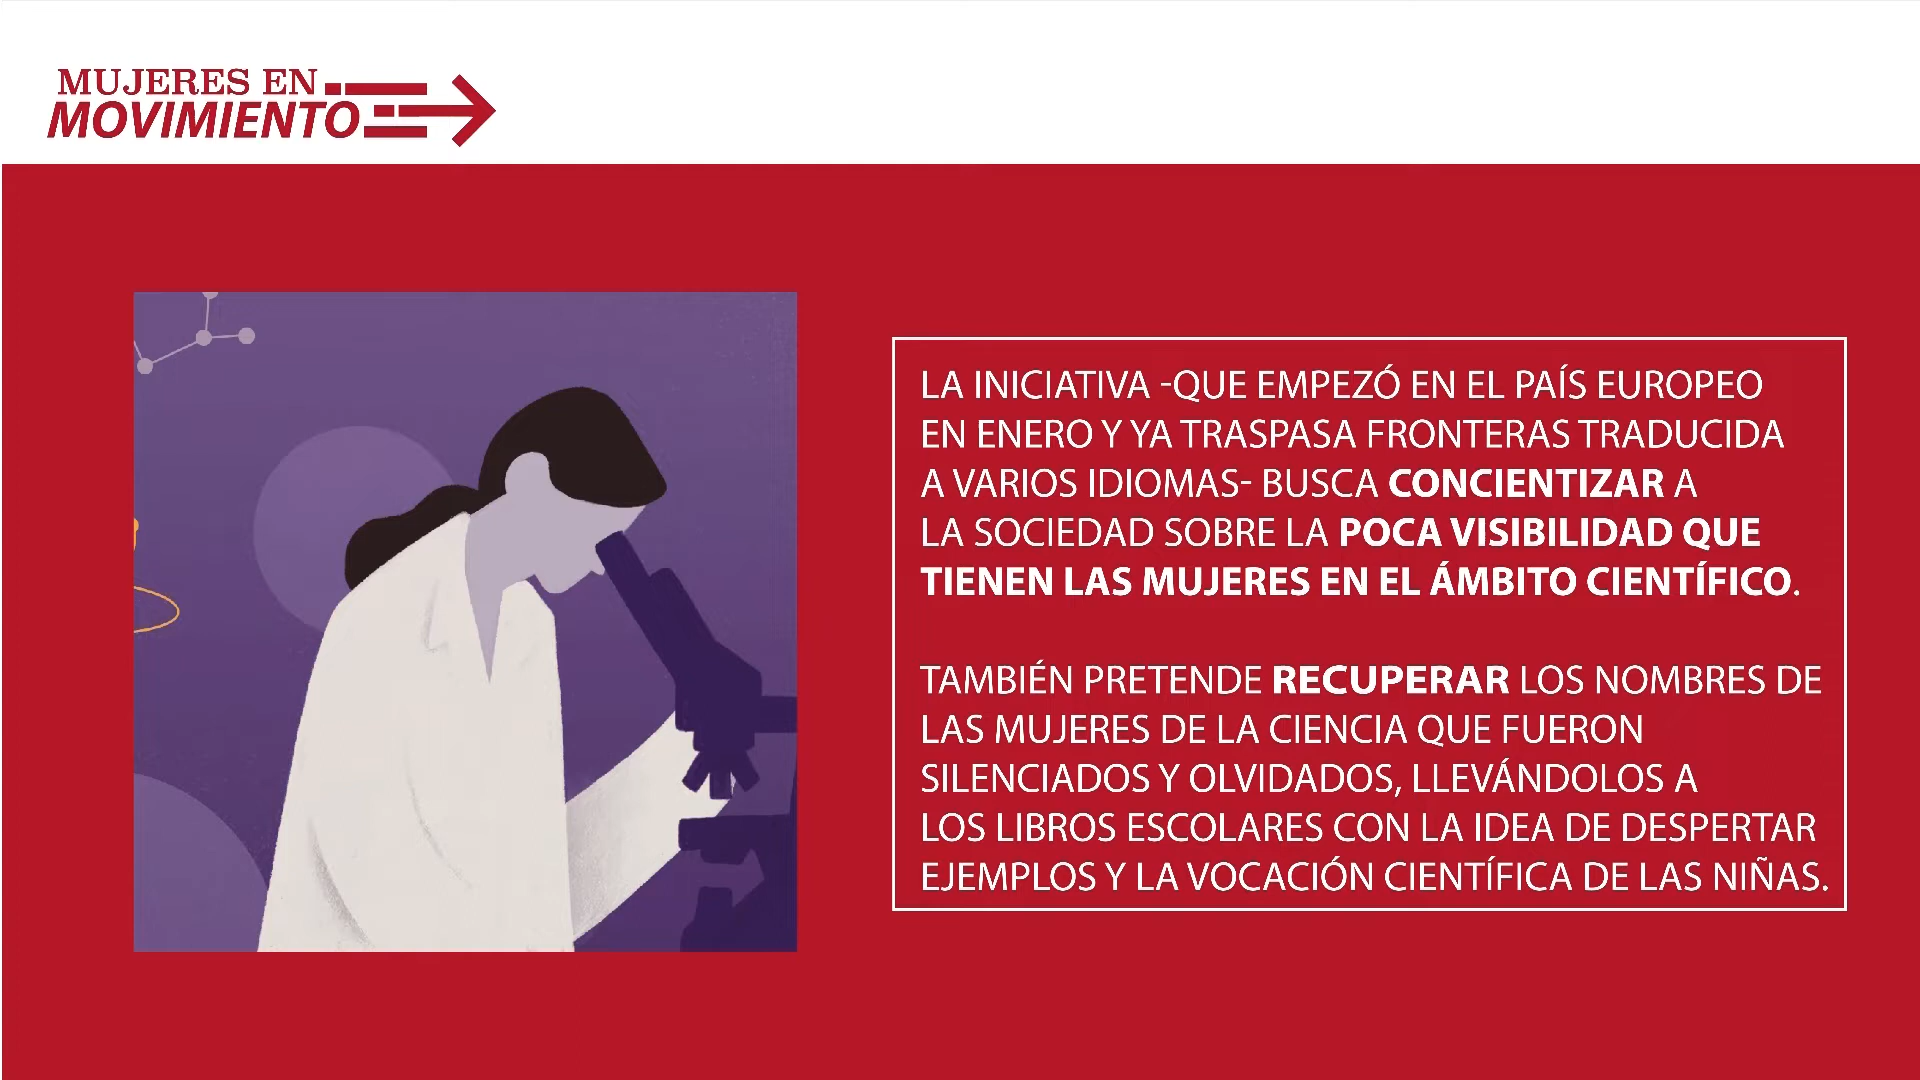 MUJERES EN
MOVIMIENTO
LA INICIATIVA -QUE EMPEZÓ EN EL PAÍS EUROPEO
EN ENERO Y YA TRASPASA FRONTERAS TRADUCIDA
A VARIOS IDIOMAS- BUSCA CONCIENTIZAR A
LA SOCIEDAD SOBRE LA POCA VISIBILIDAD QUE
TIENEN LAS MUJERES EN EL ÁMBITO CIENTÍFICO.
TAMBIÉN PRETENDE RECUPERAR LOS NOMBRES DE
LAS MUJERES DE LA CIENCIA QUE FUERON
SILENCIADOS Y OLVIDADOS, LLEVÁNDOLOS A
LOS LIBROS ESCOLARES CON LA IDEA DE DESPERTAR
EJEMPLOS Y LA VOCACIÓN CIENTÍFICA DE LAS NIÑAS.